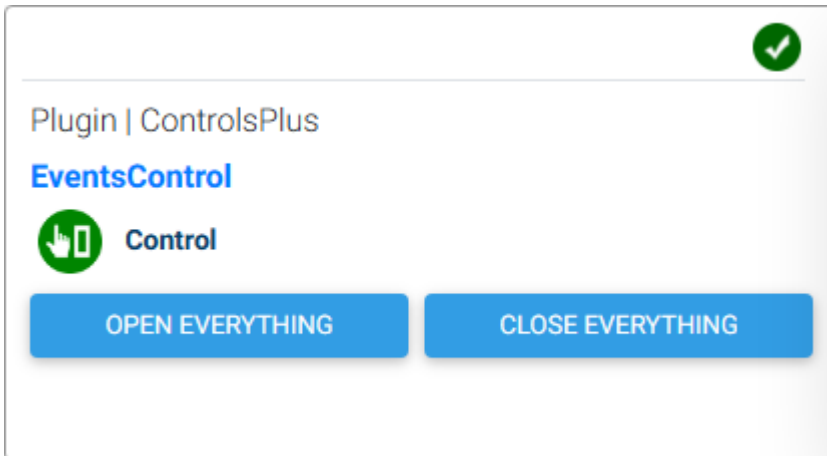 Plugin | ControlsPlus
EventsControl
Control
OPEN EVERYTHING CLOSE EVERYTHING